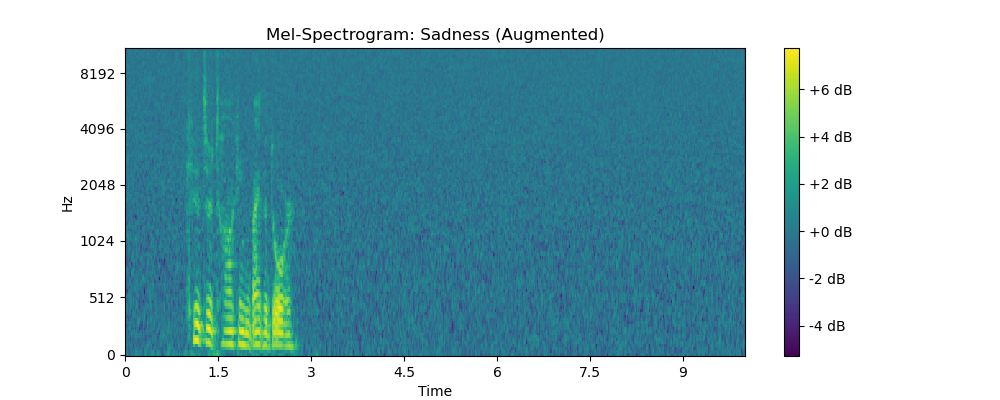 Mel-Spectrogram: Sadness (Augmented)
8192
4096
2048
1024
512
0
Hz
0 1.5 3 4.5 6 7.5 9
Time
+6 dB
+4 dB
+2 dB
+0 dB
-2 dB
-4 dB